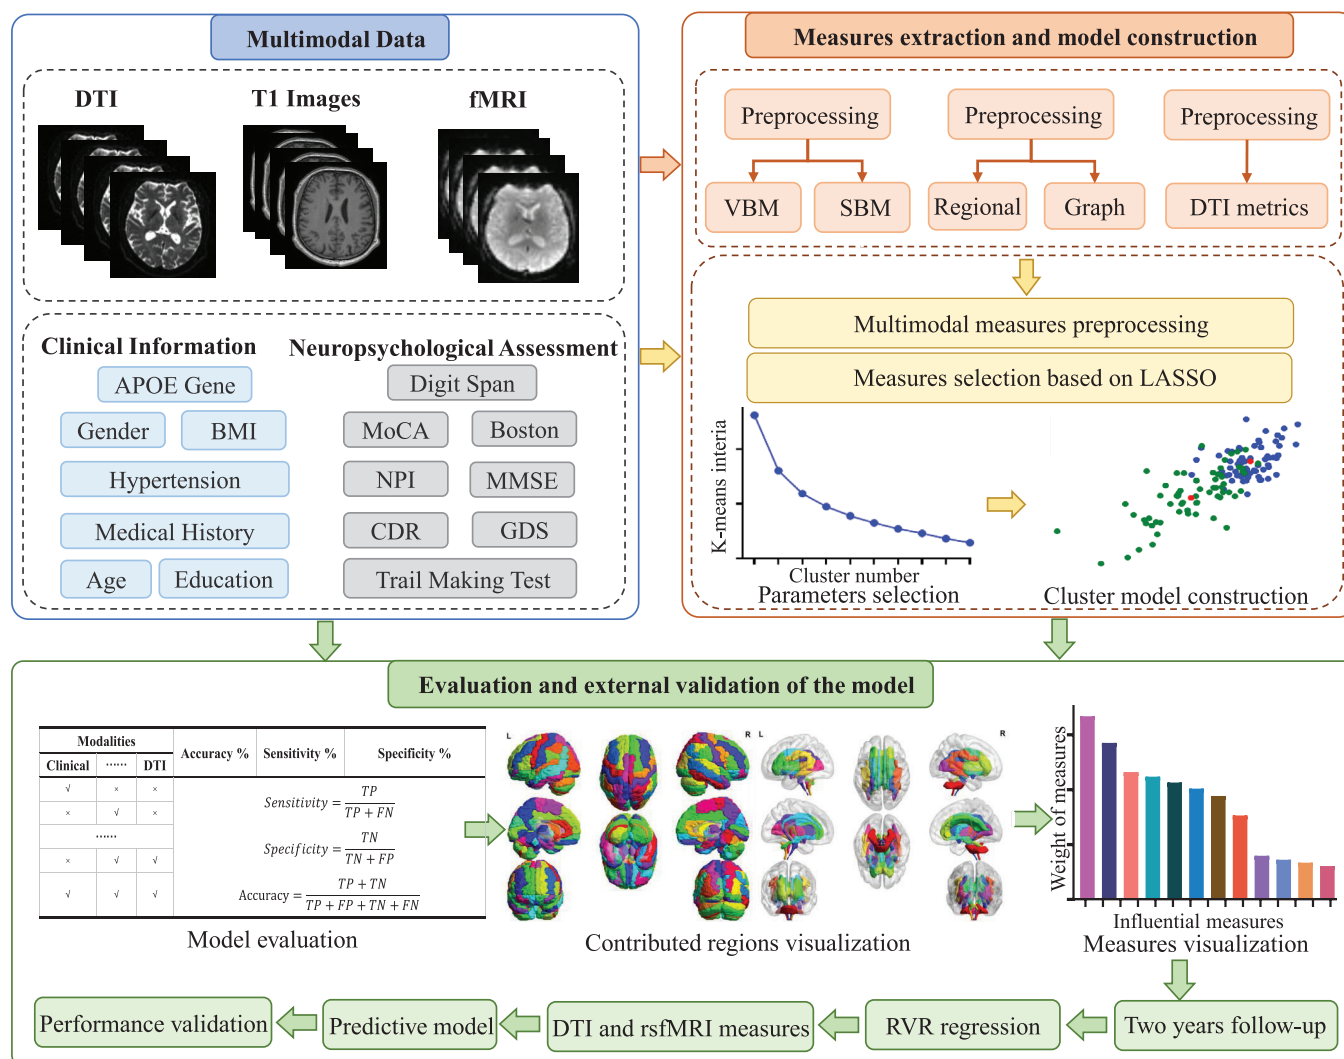 Multimodal Data
DTI
T1 Images
fMRI
Clinical Information
APOE Gene
Gender
BMI
Hypertension
Medical History
Age
Education
Neuropsychological Assessment
Digit Span
MoCA
Boston
NPI
MMSE
CDR
GDS
Trail Making Test
Measures extraction and model construction
Preprocessing
Preprocessing
Preprocessing
VBM
SBM
Regional
Graph
DTI metrics
Multimodal measures preprocessing
Measures selection based on LASSO
K-means interia
Cluster number
Parameters selection
Cluster model construction
Evaluation and external validation of the model
Modalities
Accuracy %
Sensitivity %
Specificity %
Clinical
······
DTI
√ × ×
× √ ×
······
× √ √
√ √ √
Sensitivity = TP / TP + FN
Specificity = TN / TN + FP
Accuracy = TP + TN / TP + FP + TN + FN
Model evaluation
L
R
L
R
Contributed regions visualization
Weight of measures
Influential measures
Measures visualization
Two years follow-up
RVR regression
DTI and rsfMRI measures
Predictive model
Performance validation